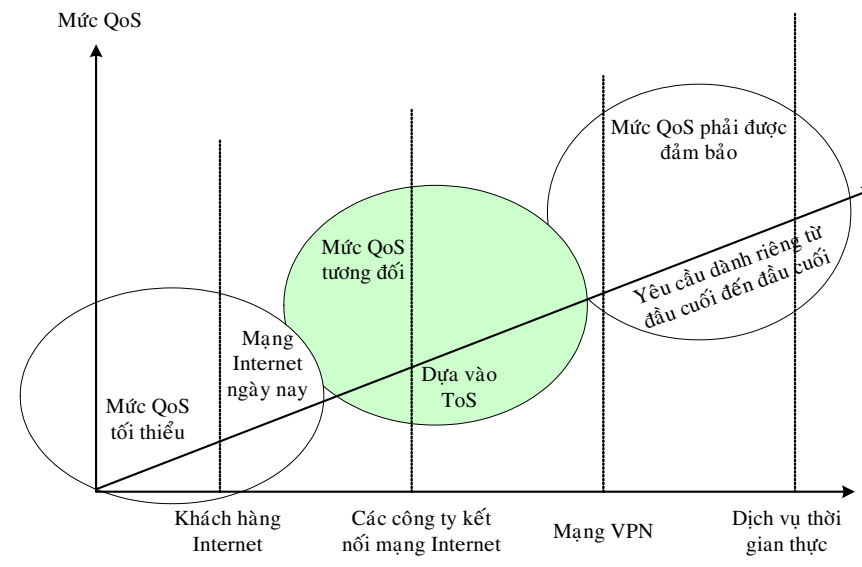 Mức QoS
Mức QoS phải được
đảm bảo
Yêu cầu dành riêng từ
đầu cuối đến đầu cuối
Mức QoS
tương đối
Dựa vào
ToS
Mạng
Internet
ngày nay
Mức QoS
tối thiểu
Khách hàng
Internet
Các công ty kết
nối mạng Internet
Mạng VPN
Dịch vụ thời
gian thực